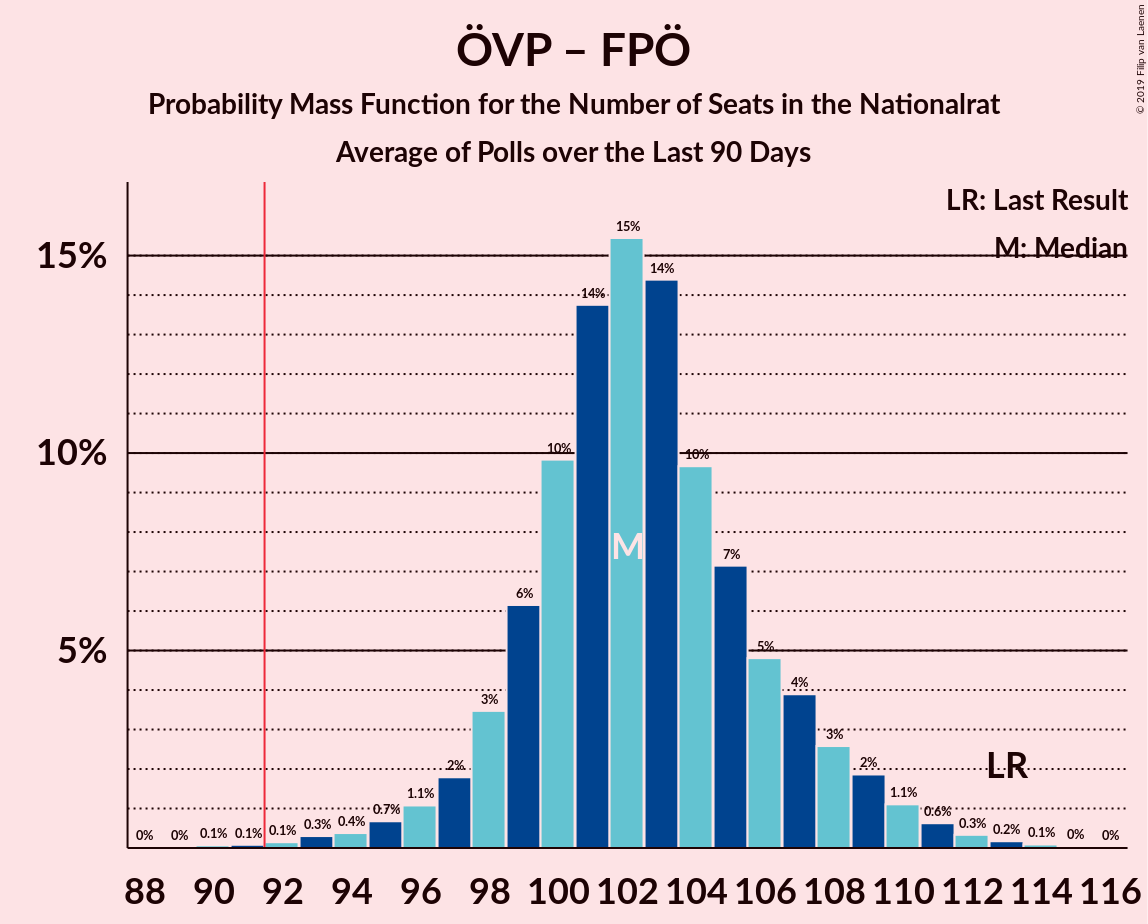 ÖVP – FPÖ
Probability Mass Function for the Number of Seats in the Nationalrat
Average of Polls over the Last 90 Days
© 2019 Filip van Laenen
LR: Last Result
M: Median
15%
10%
5%
0% 0% 0.1% 0.1% 0.1% 0.3% 0.4% 0.7% 1.1% 2% 3% 6% 10% 14% 15% 14% 10% 7% 5% 4% 3% 2% 1.1% 0.6% 0.3% 0.2% 0.1% 0% 0%
M
LR
88 90 92 94 96 98 100 102 104 106 108 110 112 114 116